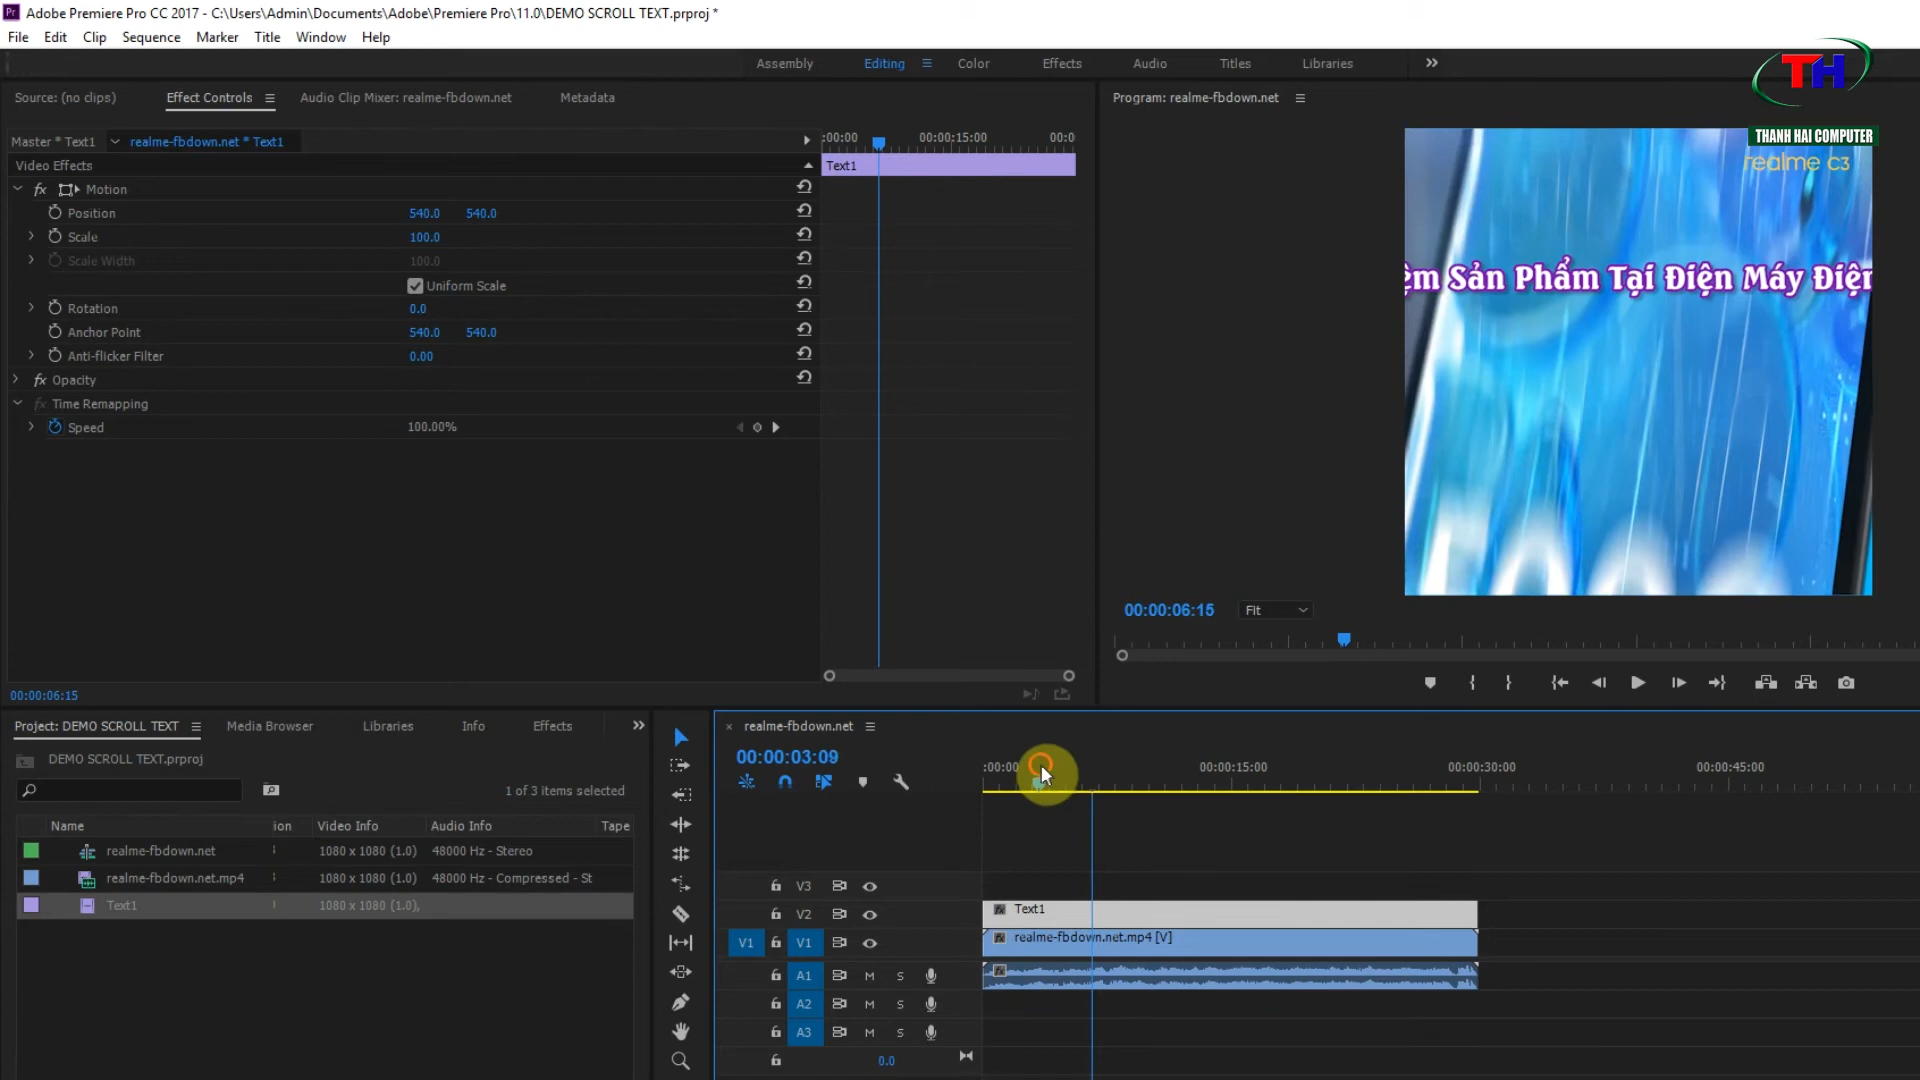 Adobe Premiere Pro CC 2017 - C:\Users\Admin\Documents\Adobe\Premiere Pro\11.0\DEMO SCROLL TEXT.prproj *
File Edit Clip Sequence Marker Title Window Help
Assembly Editing Color Effects Audio Titles Libraries
TH
THANH HAI COMPUTER
Source: (no clips) Effect Controls Audio Clip Mixer: realme-fbdown.net Metadata
Program: realme-fbdown.net
Master * Text1 realme-fbdown.net * Text1
:00:00 00:00:15:00 00:0
Video Effects
Text1
realme c3
fx Motion
Position 540.0 540.0
Scale 100.0
Scale Width 100.0
Uniform Scale
Rotation 0.0
Anchor Point 540.0 540.0
Anti-flicker Filter 0.00
fx Opacity
fx Time Remapping
Speed 100.00%
ệm Sản Phẩm Tại Điện Máy Điện
00:00:06:15 Fit
00:00:06:15
Project: DEMO SCROLL TEXT Media Browser Libraries Info Effects
DEMO SCROLL TEXT.prproj
1 of 3 items selected
Name ion Video Info Audio Info Tape
realme-fbdown.net 1080 x 1080 (1.0) 48000 Hz - Stereo
realme-fbdown.net.mp4 1080 x 1080 (1.0) 48000 Hz - Compressed - St
Text1 1080 x 1080 (1.0),
× realme-fbdown.net
00:00:03:09
:00:00 00:00:15:00 00:00:30:00 00:00:45:00
V3
V2 fx Text1
V1 V1 fx realme-fbdown.net.mp4 [V]
A1 M S fx
A2 M S
A3 M S
0.0